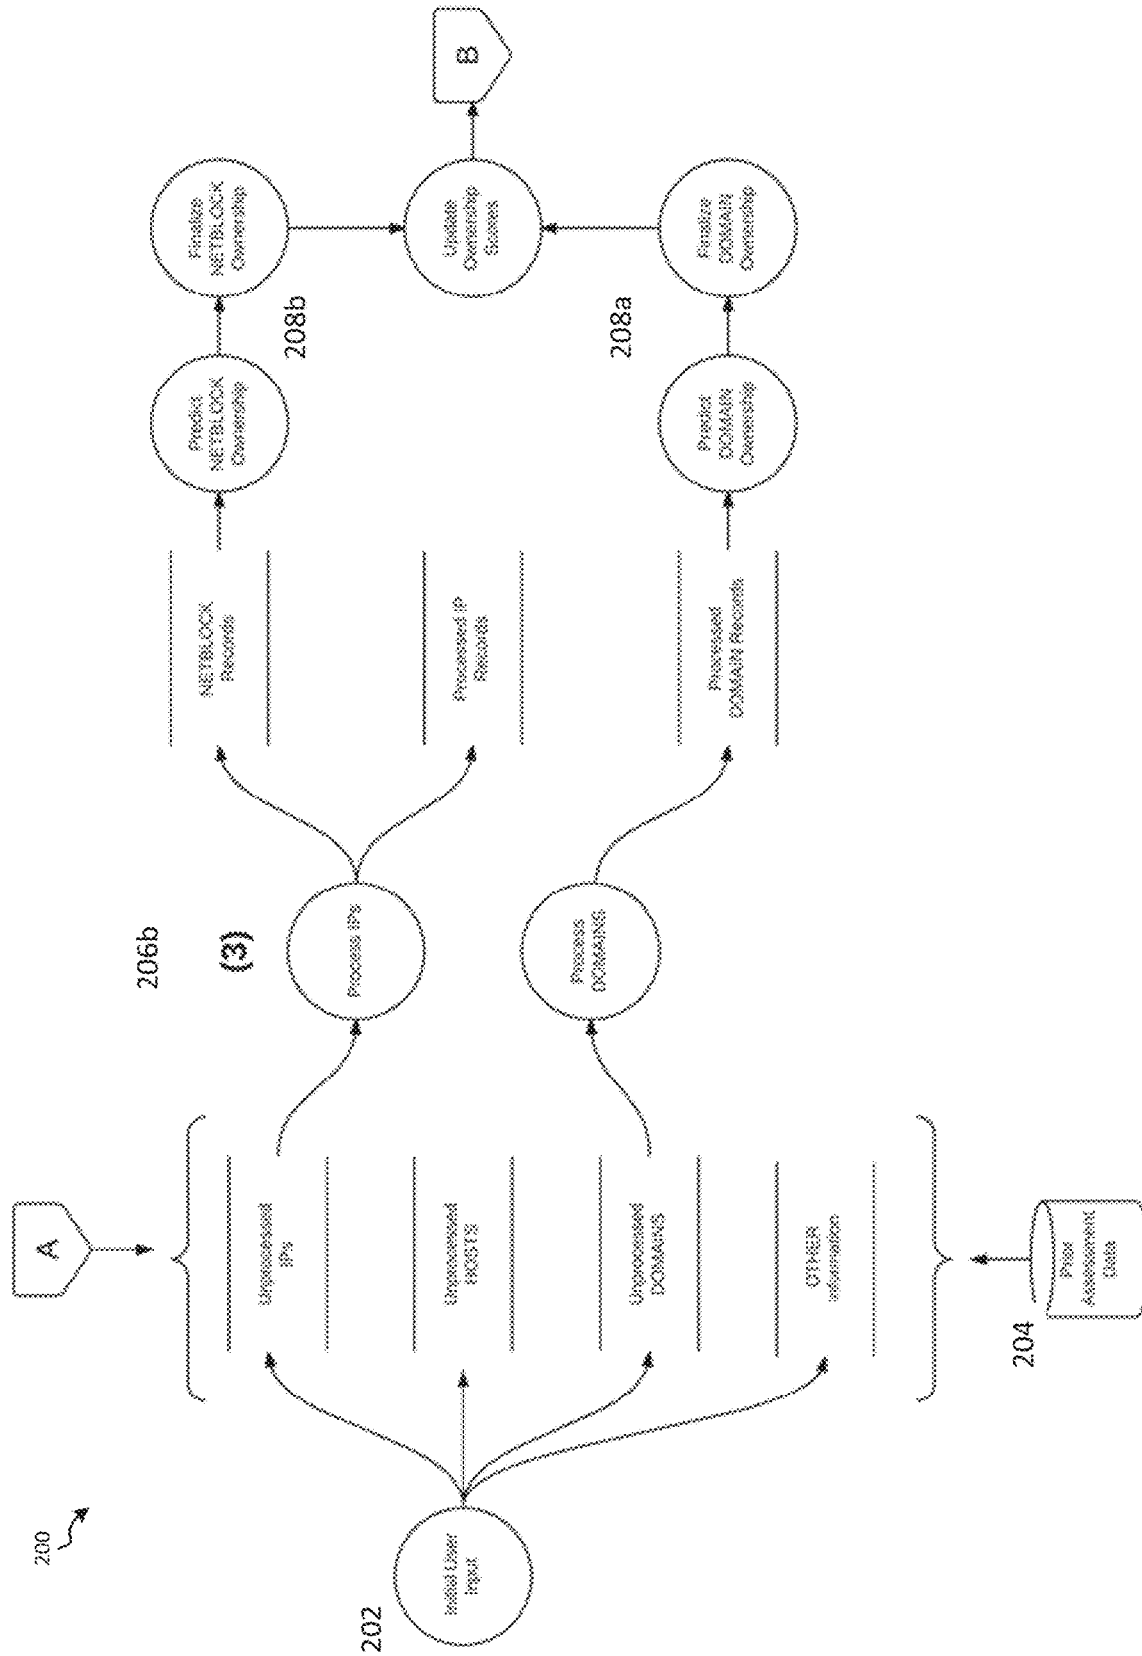 200
202
Initial User
Input
A
Unprocessed
IPs
Unprocessed
HOSTS
Unprocessed
DOMAINS
OTHER
Information
204
Prior
Assessment
Data
206b
(3)
Process IPs
Process
DOMAINS
NETBLOCK
Records
Processed IP
Records
Processed
DOMAIN Records
Predict
NETBLOCK
Ownership
208b
Finalize
NETBLOCK
Ownership
Predict
DOMAIN
Ownership
208a
Finalize
DOMAIN
Ownership
Update
Ownership
Scores
B